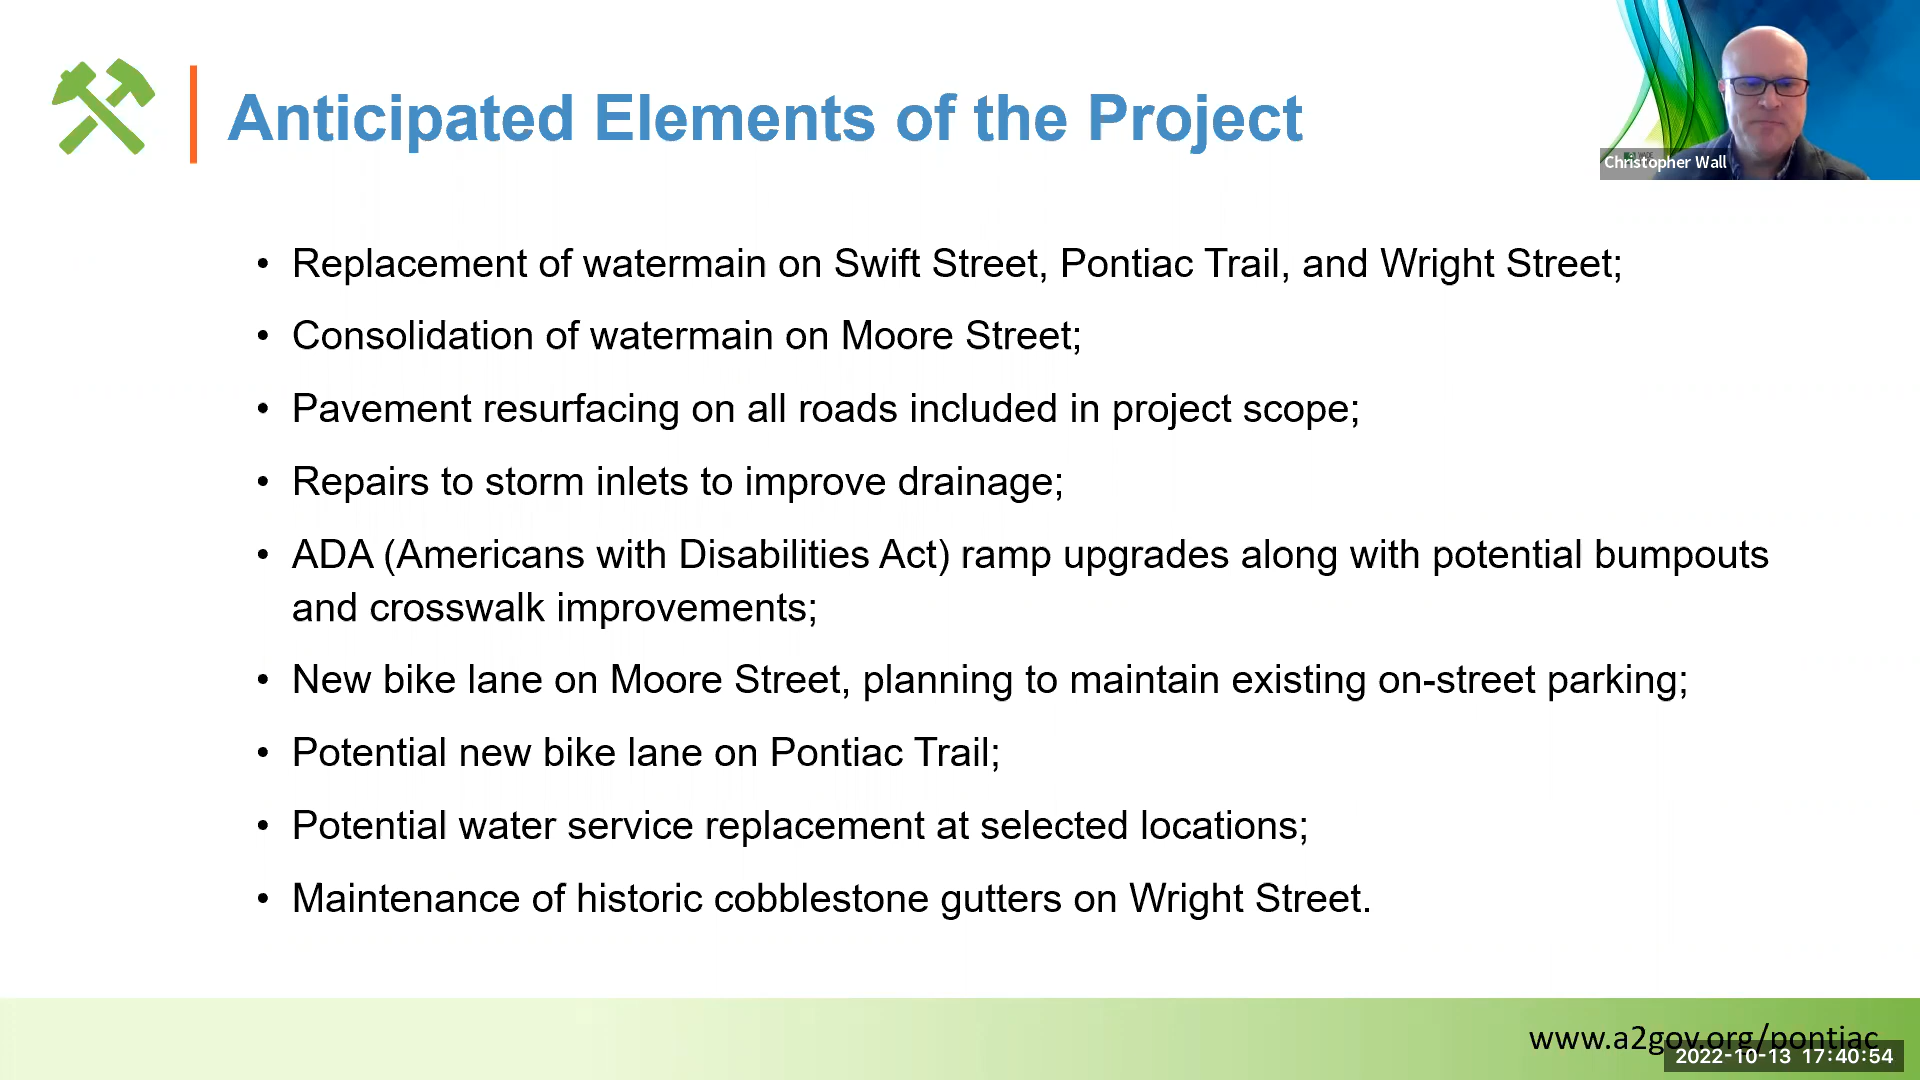 Anticipated Elements of the Project
Christopher Wall
• Replacement of watermain on Swift Street, Pontiac Trail, and Wright Street;
• Consolidation of watermain on Moore Street;
• Pavement resurfacing on all roads included in project scope;
• Repairs to storm inlets to improve drainage;
• ADA (Americans with Disabilities Act) ramp upgrades along with potential bumpouts
and crosswalk improvements;
• New bike lane on Moore Street, planning to maintain existing on-street parking;
• Potential new bike lane on Pontiac Trail;
• Potential water service replacement at selected locations;
• Maintenance of historic cobblestone gutters on Wright Street.
www.a2gov.org/pontiac
2022-10-13 17:40:54